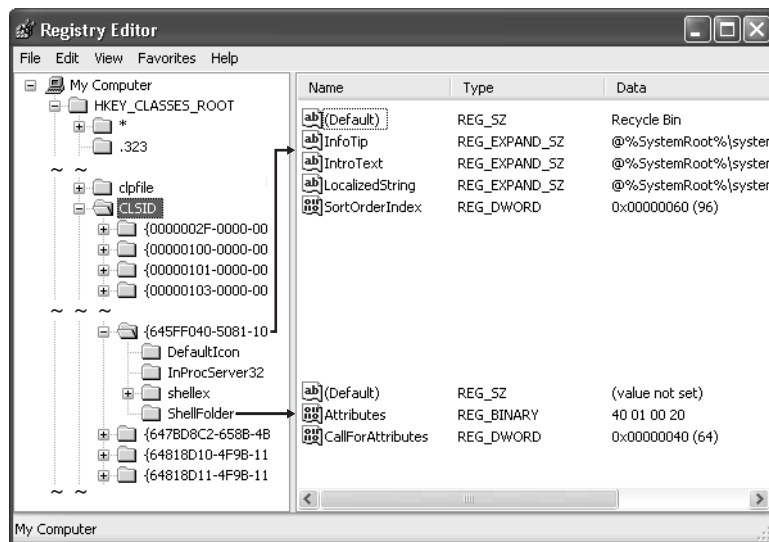 Registry Editor
File Edit View Favorites Help
My Computer
HKEY_CLASSES_ROOT
*
.323
~ ~
clpfile
CLSID
{0000002F-0000-00
{00000100-0000-00
{00000101-0000-00
{00000103-0000-00
~ ~ ~
{645FF040-5081-10
DefaultIcon
InProcServer32
shellex
ShellFolder
{647BD8C2-658B-4B
{64818D10-4F9B-11
{64818D11-4F9B-11
~ ~
Name Type Data
(Default) REG_SZ Recycle Bin
InfoTip REG_EXPAND_SZ @%SystemRoot%\system
IntroText REG_EXPAND_SZ @%SystemRoot%\system
LocalizedString REG_EXPAND_SZ @%SystemRoot%\system
SortOrderIndex REG_DWORD 0x00000060 (96)
(Default) REG_SZ (value not set)
Attributes REG_BINARY 40 01 00 20
CallForAttributes REG_DWORD 0x00000040 (64)
My Computer